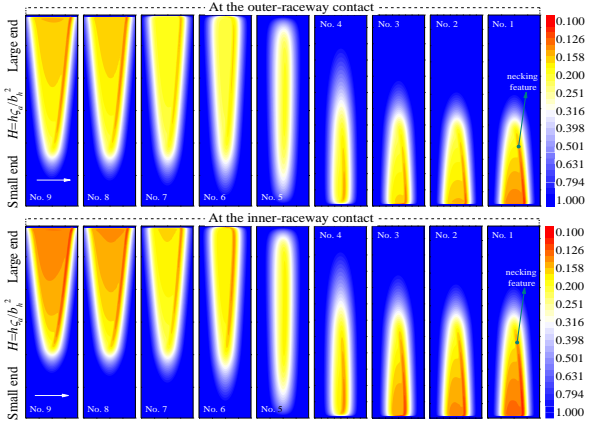 At the outer-raceway contact
Large end
H=hζa/bh²
Small end
No. 9
No. 8
No. 7
No. 6
No. 5
No. 4
No. 3
No. 2
No. 1
necking
feature
0.100
0.126
0.158
0.200
0.251
0.316
0.398
0.501
0.631
0.794
1.000
At the inner-raceway contact
Large end
H=hζa/bh²
Small end
No. 9
No. 8
No. 7
No. 6
No. 5
No. 4
No. 3
No. 2
No. 1
necking
feature
0.100
0.126
0.158
0.200
0.251
0.316
0.398
0.501
0.631
0.794
1.000